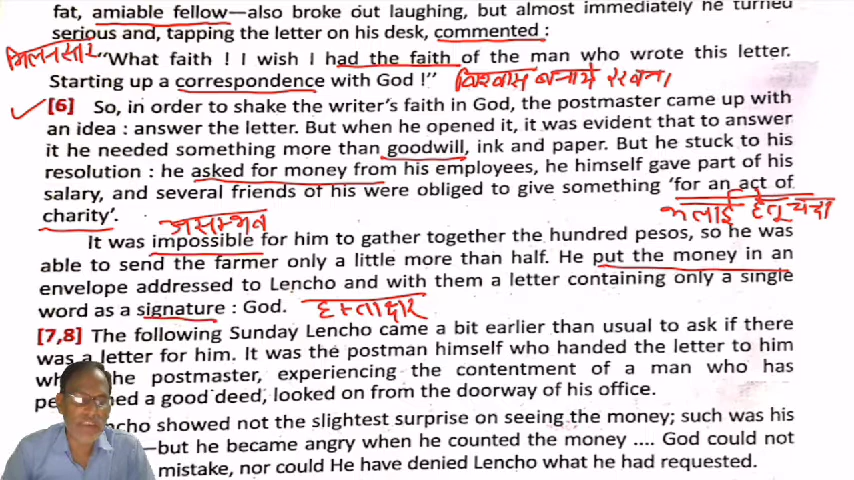 fat, amiable fellow—also broke out laughing, but almost immediately he turned
serious and, tapping the letter on his desk, commented :
मिलनसार
"What faith ! I wish I had the faith of the man who wrote this letter.
Starting up a correspondence with God !" विश्वास बनाये रखना
[6] So, in order to shake the writer's faith in God, the postmaster came up with
an idea : answer the letter. But when he opened it, it was evident that to answer
it he needed something more than goodwill, ink and paper. But he stuck to his
resolution : he asked for money from his employees, he himself gave part of his
salary, and several friends of his were obliged to give something 'for an act of
charity'. असम्भव भलाई हेतु चन्दा
It was impossible for him to gather together the hundred pesos, so he was
able to send the farmer only a little more than half. He put the money in an
envelope addressed to Lencho and with them a letter containing only a single
word as a signature : God. हस्ताक्षर
[7,8] The following Sunday Lencho came a bit earlier than usual to ask if there
was a letter for him. It was the postman himself who handed the letter to him
he postmaster, experiencing the contentment of a man who has
ed a good deed, looked on from the doorway of his office.
ncho showed not the slightest surprise on seeing the money; such was his
—but he became angry when he counted the money .... God could not
mistake, nor could He have denied Lencho what he had requested.